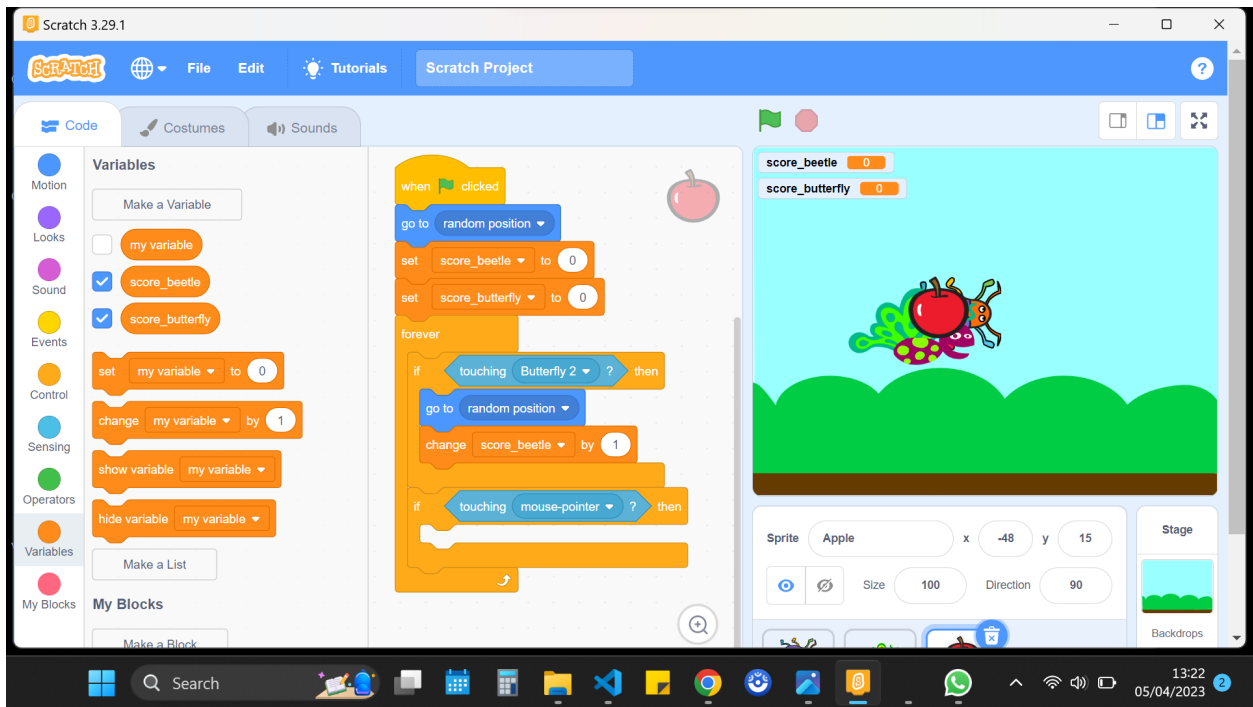 Scratch 3.29.1
SCRATCH File Edit Tutorials Scratch Project ?
Code Costumes Sounds
Motion
Looks
Sound
Events
Control
Sensing
Operators
Variables
My Blocks
Variables
Make a Variable
my variable
score_beetle
score_butterfly
set my variable to 0
change my variable by 1
show variable my variable
hide variable my variable
Make a List
My Blocks
Make a Block
when clicked
go to random position
set score_beetle to 0
set score_butterfly to 0
forever
if touching Butterfly 2 ? then
go to random position
change score_beetle by 1
if touching mouse-pointer ? then
score_beetle 0
score_butterfly 0
Sprite Apple x -48 y 15
Size 100 Direction 90
Stage
Backdrops
Search
13:22
05/04/2023
2